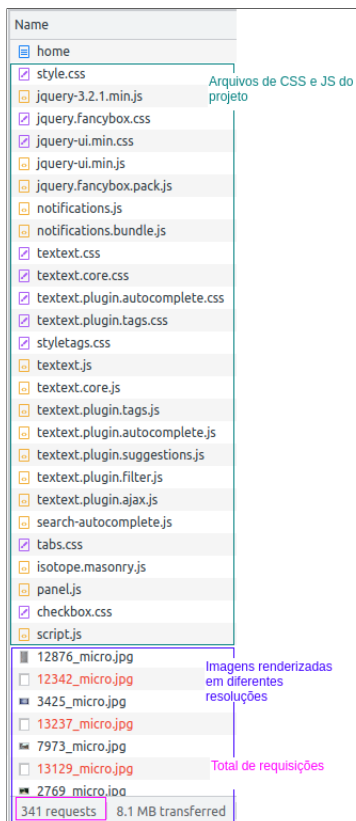 Name
home
style.css
Arquivos de CSS e JS do
projeto
jquery-3.2.1.min.js
jquery.fancybox.css
jquery-ui.min.css
jquery-ui.min.js
jquery.fancybox.pack.js
notifications.js
notifications.bundle.js
textext.css
textext.core.css
textext.plugin.autocomplete.css
textext.plugin.tags.css
styletags.css
textext.js
textext.core.js
textext.plugin.tags.js
textext.plugin.autocomplete.js
textext.plugin.suggestions.js
textext.plugin.filter.js
textext.plugin.ajax.js
search-autocomplete.js
tabs.css
isotope.masonry.js
panel.js
checkbox.css
script.js
12876_micro.jpg
Imagens renderizadas
em diferentes
resoluções
12342_micro.jpg
3425_micro.jpg
13237_micro.jpg
7973_micro.jpg
13129_micro.jpg
Total de requisições
2769_micro.jpg
341 requests
8.1 MB transferred